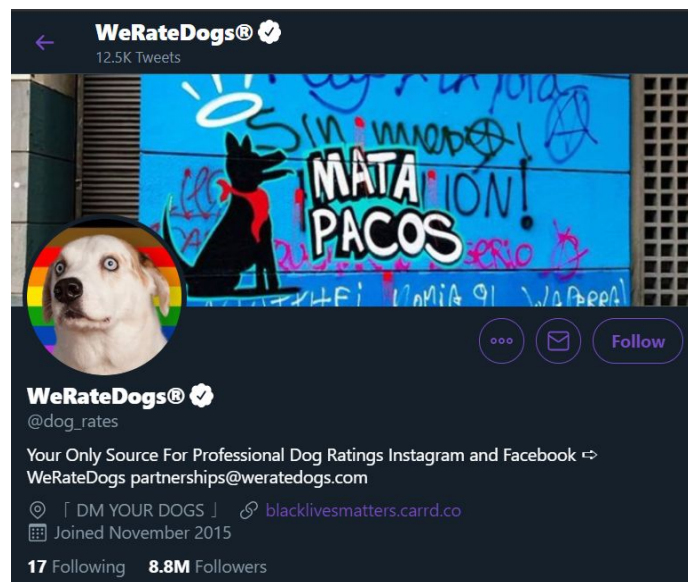 WeRateDogs®
12.5K Tweets
Sin miedo!
MATA
PACOS
ION!
SERIO
Follow
WeRateDogs®
@dog_rates
Your Only Source For Professional Dog Ratings Instagram and Facebook ➪
WeRateDogs partnerships@weratedogs.com
「 DM YOUR DOGS 」 blacklivesmatters.carrd.co
Joined November 2015
17 Following 8.8M Followers